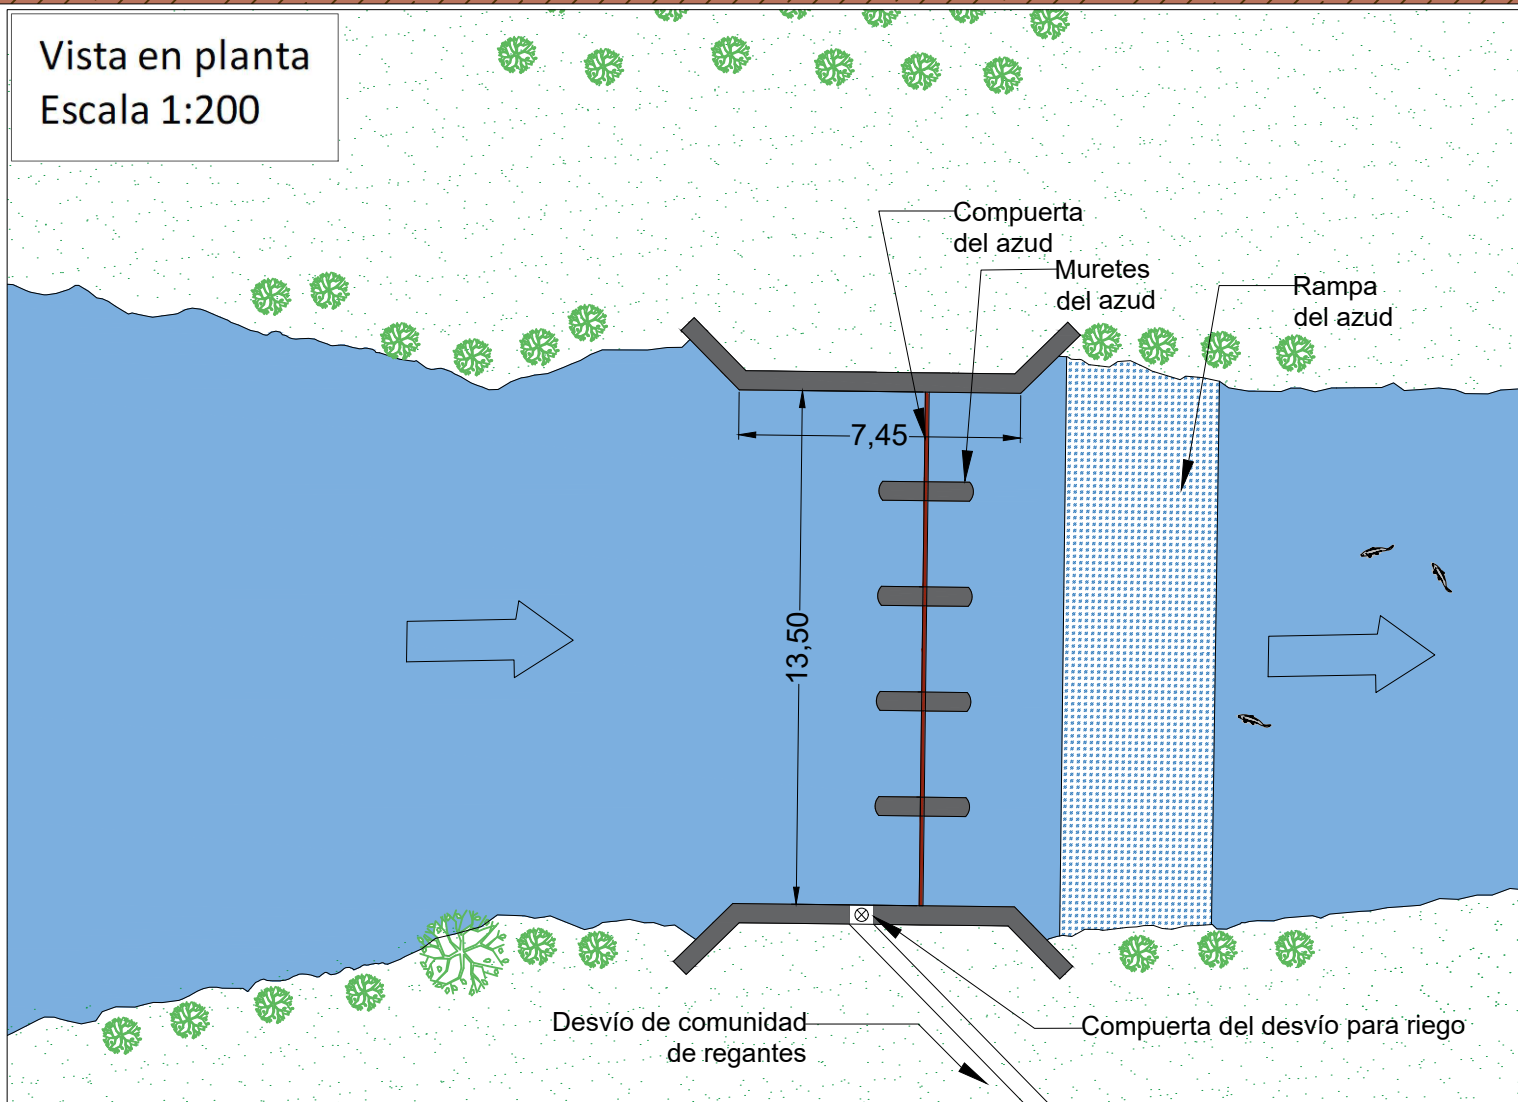 Vista en planta
Escala 1:200
Compuerta
del azud
Muretes
del azud
Rampa
del azud
7,45
13,50
Desvío de comunidad
de regantes
Compuerta del desvío para riego